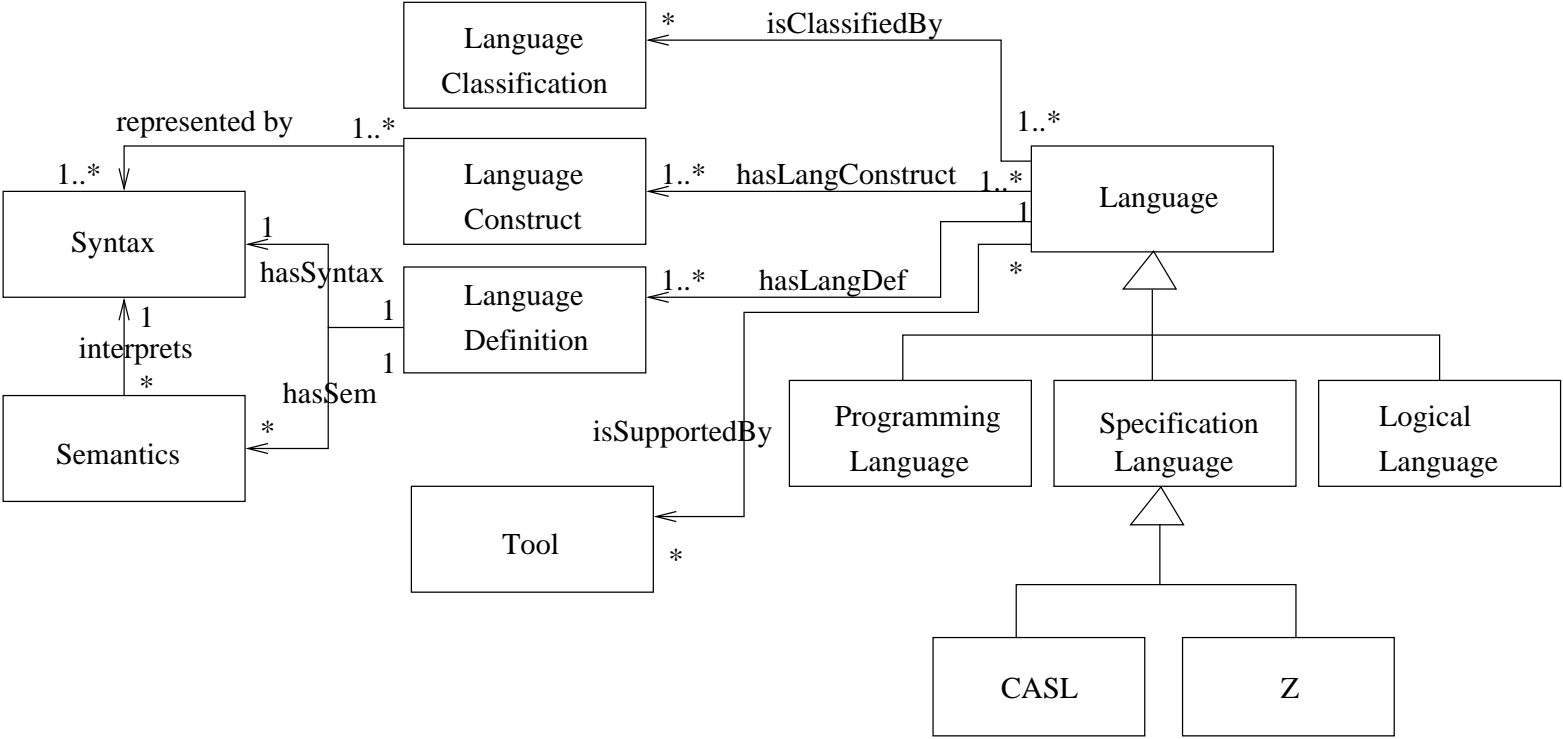 *
isClassifiedBy
Language
Classification
represented by
1..*
1..*
1..*
Language
Construct
1..*
hasLangConstruct
1..*
Language
Syntax
1
hasSyntax
1
*
Language
Definition
1..*
hasLangDef
1
1
1
interprets
*
hasSem
*
Semantics
isSupportedBy
Programming
Language
Specification
Language
Logical
Language
Tool
*
CASL
Z